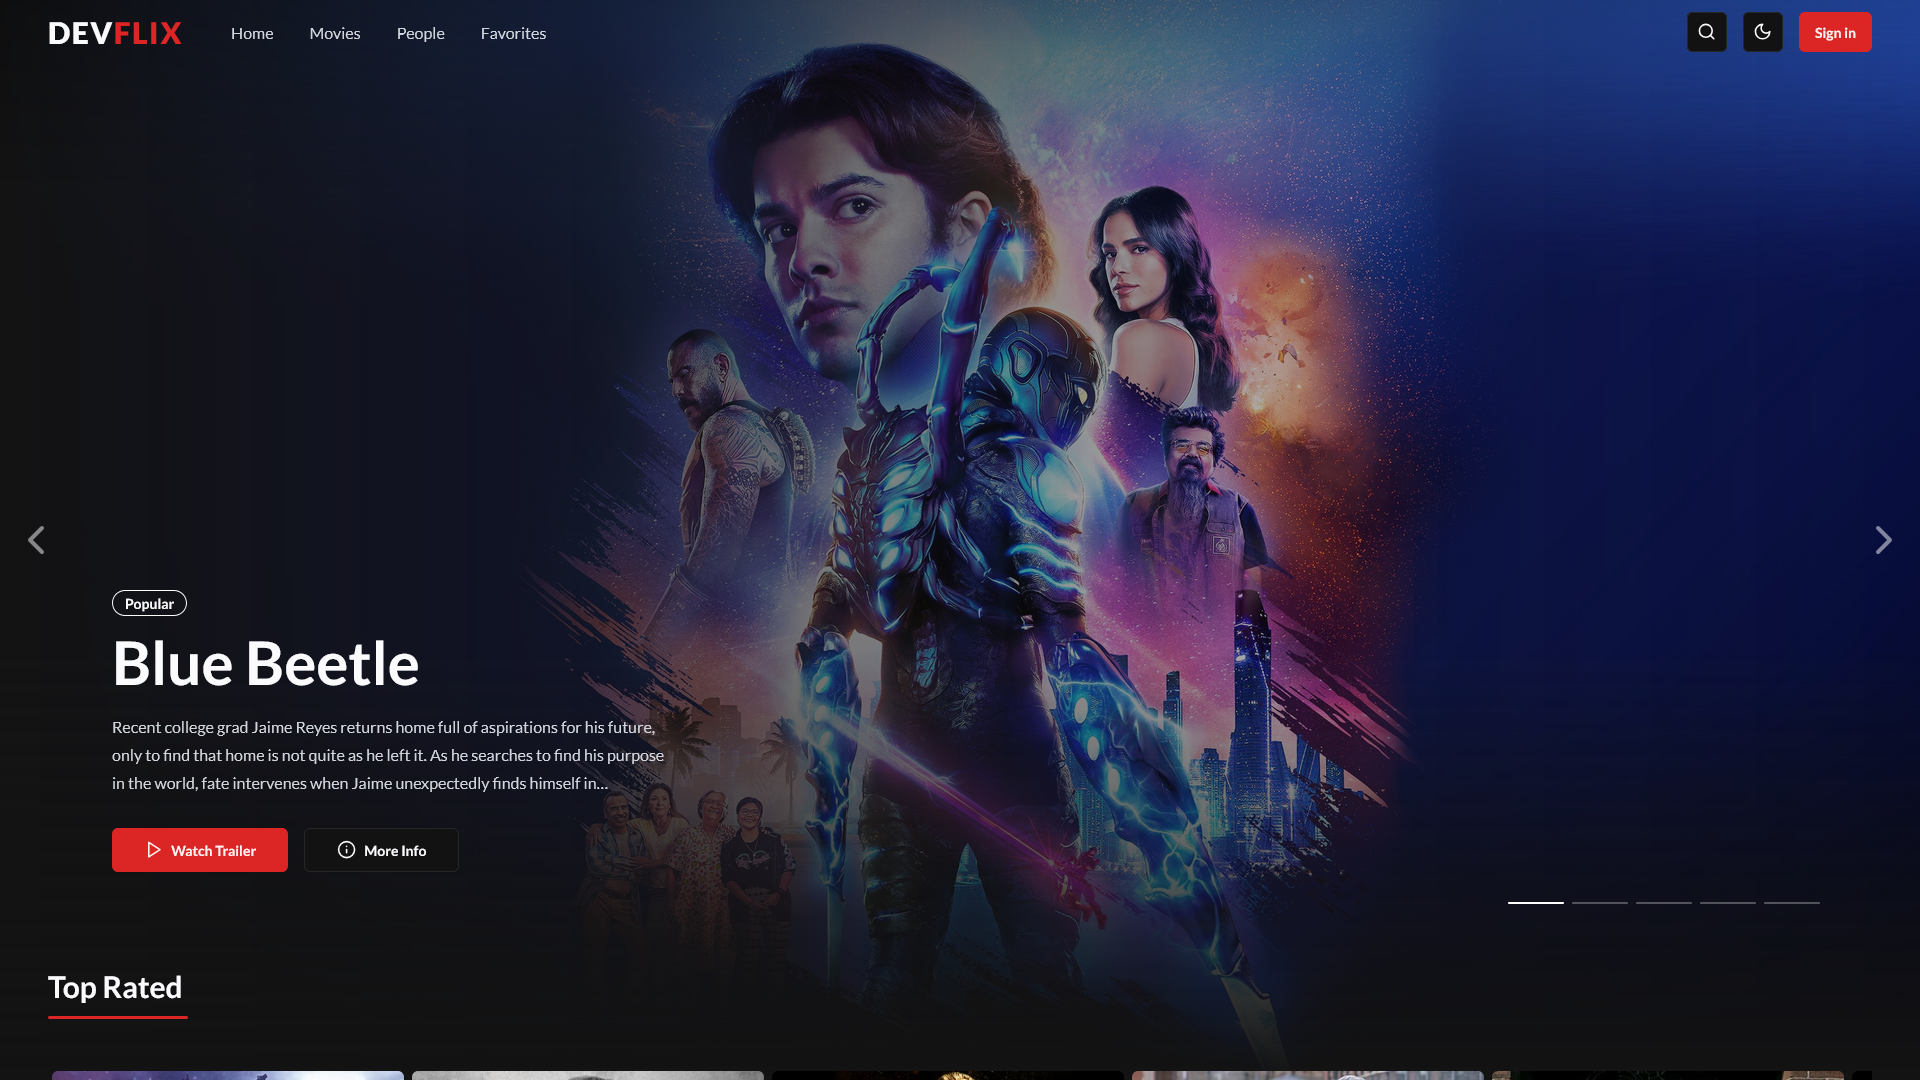 DEVFLIX
Home
Movies
People
Favorites
Sign in
Popular
Blue Beetle
Recent college grad Jaime Reyes returns home full of aspirations for his future,
only to find that home is not quite as he left it. As he searches to find his purpose
in the world, fate intervenes when Jaime unexpectedly finds himself in...
Watch Trailer
More Info
Top Rated